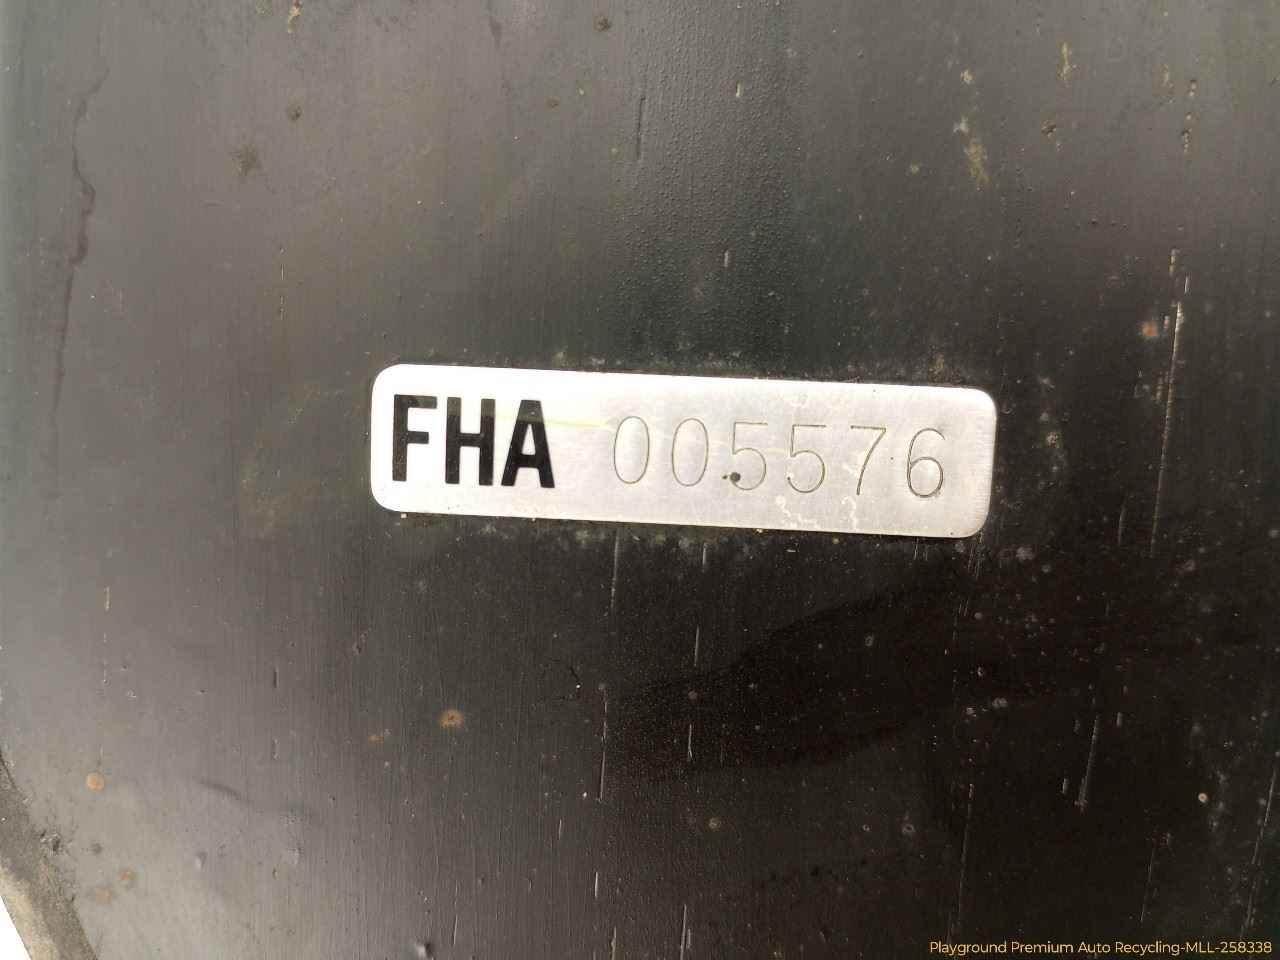 FHA 005576
Playground Premium Auto Recycling-MLL-258338